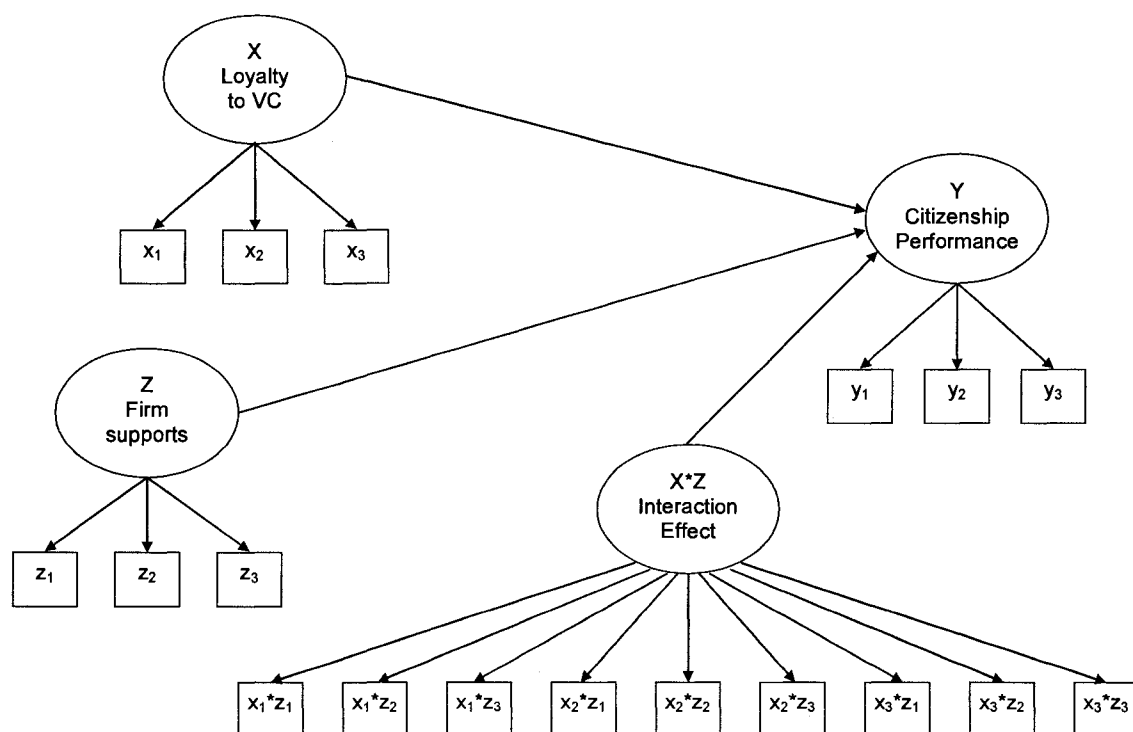 X
Loyalty
to VC
x₁
x₂
x₃
Y
Citizenship
Performance
y₁
y₂
y₃
Z
Firm
supports
z₁
z₂
z₃
X*Z
Interaction
Effect
x₁*z₁
x₁*z₂
x₁*z₃
x₂*z₁
x₂*z₂
x₂*z₃
x₃*z₁
x₃*z₂
x₃*z₃